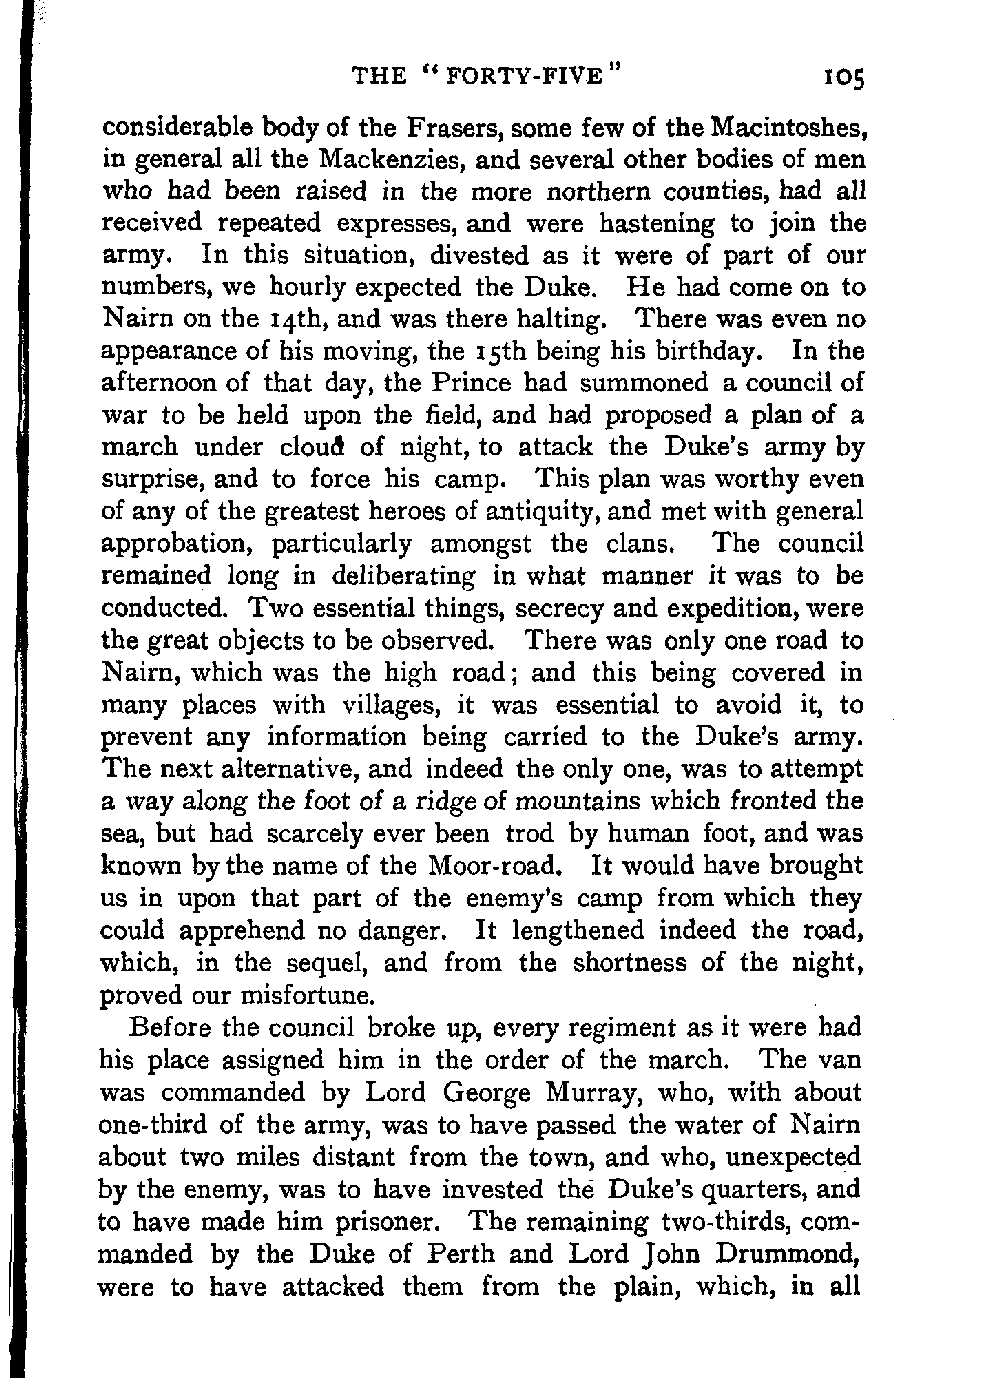 THE “FORTY-FIVE” 105
considerable body of the Frasers, some few of the Macintoshes,
in general all the Mackenzies, and several other bodies of men
who had been raised in the more northern counties, had all
received repeated expresses, and were hastening to join the
army. In this situation, divested as it were of part of our
numbers, we hourly expected the Duke. He had come on to
Nairn on the 14th, and was there halting. There was even no
appearance of his moving, the 15th being his birthday. In the
afternoon of that day, the Prince had summoned a council of
war to be held upon the field, and had proposed a plan of a
march under cloud of night, to attack the Duke's army by
surprise, and to force his camp. This plan was worthy even
of any of the greatest heroes of antiquity, and met with general
approbation, particularly amongst the clans. The council
remained long in deliberating in what manner it was to be
conducted. Two essential things, secrecy and expedition, were
the great objects to be observed. There was only one road to
Nairn, which was the high road; and this being covered in
many places with villages, it was essential to avoid it, to
prevent any information being carried to the Duke's army.
The next alternative, and indeed the only one, was to attempt
a way along the foot of a ridge of mountains which fronted the
sea, but had scarcely ever been trod by human foot, and was
known by the name of the Moor-road. It would have brought
us in upon that part of the enemy's camp from which they
could apprehend no danger. It lengthened indeed the road,
which, in the sequel, and from the shortness of the night,
proved our misfortune.
Before the council broke up, every regiment as it were had
his place assigned him in the order of the march. The van
was commanded by Lord George Murray, who, with about
one-third of the army, was to have passed the water of Nairn
about two miles distant from the town, and who, unexpected
by the enemy, was to have invested the Duke's quarters, and
to have made him prisoner. The remaining two-thirds, com-
manded by the Duke of Perth and Lord John Drummond,
were to have attacked them from the plain, which, in all